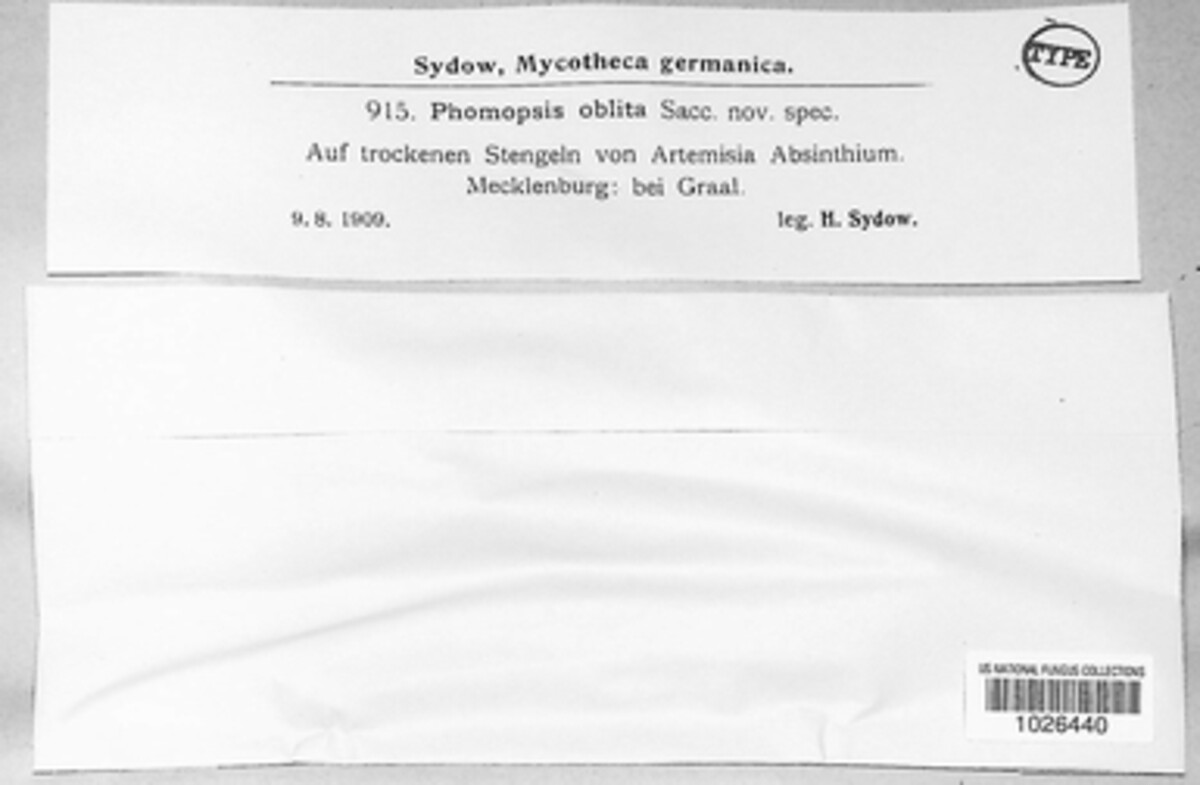 Sydow, Mycotheca germanica.
TYPE
915. Phomopsis oblita Sacc. nov. spec.
Auf trockenen Stengeln von Artemisia Absinthium.
Mecklenburg: bei Graal.
9. 8. 1909. leg. H. Sydow.
US NATIONAL FUNGUS COLLECTIONS
1026440